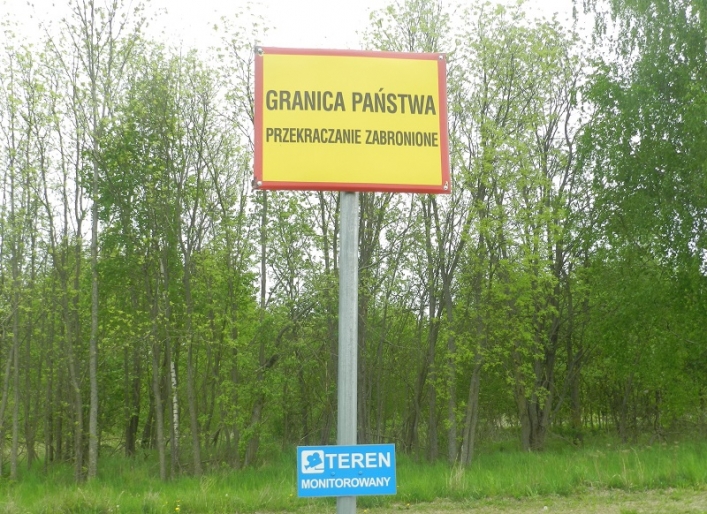 GRANICA PAŃSTWA
PRZEKRACZANIE ZABRONIONE
TEREN
MONITOROWANY